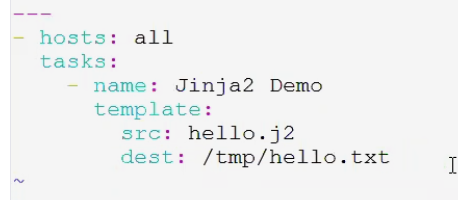 ---
- hosts: all
  tasks:
    - name: Jinja2 Demo
      template:
        src: hello.j2
        dest: /tmp/hello.txt
~